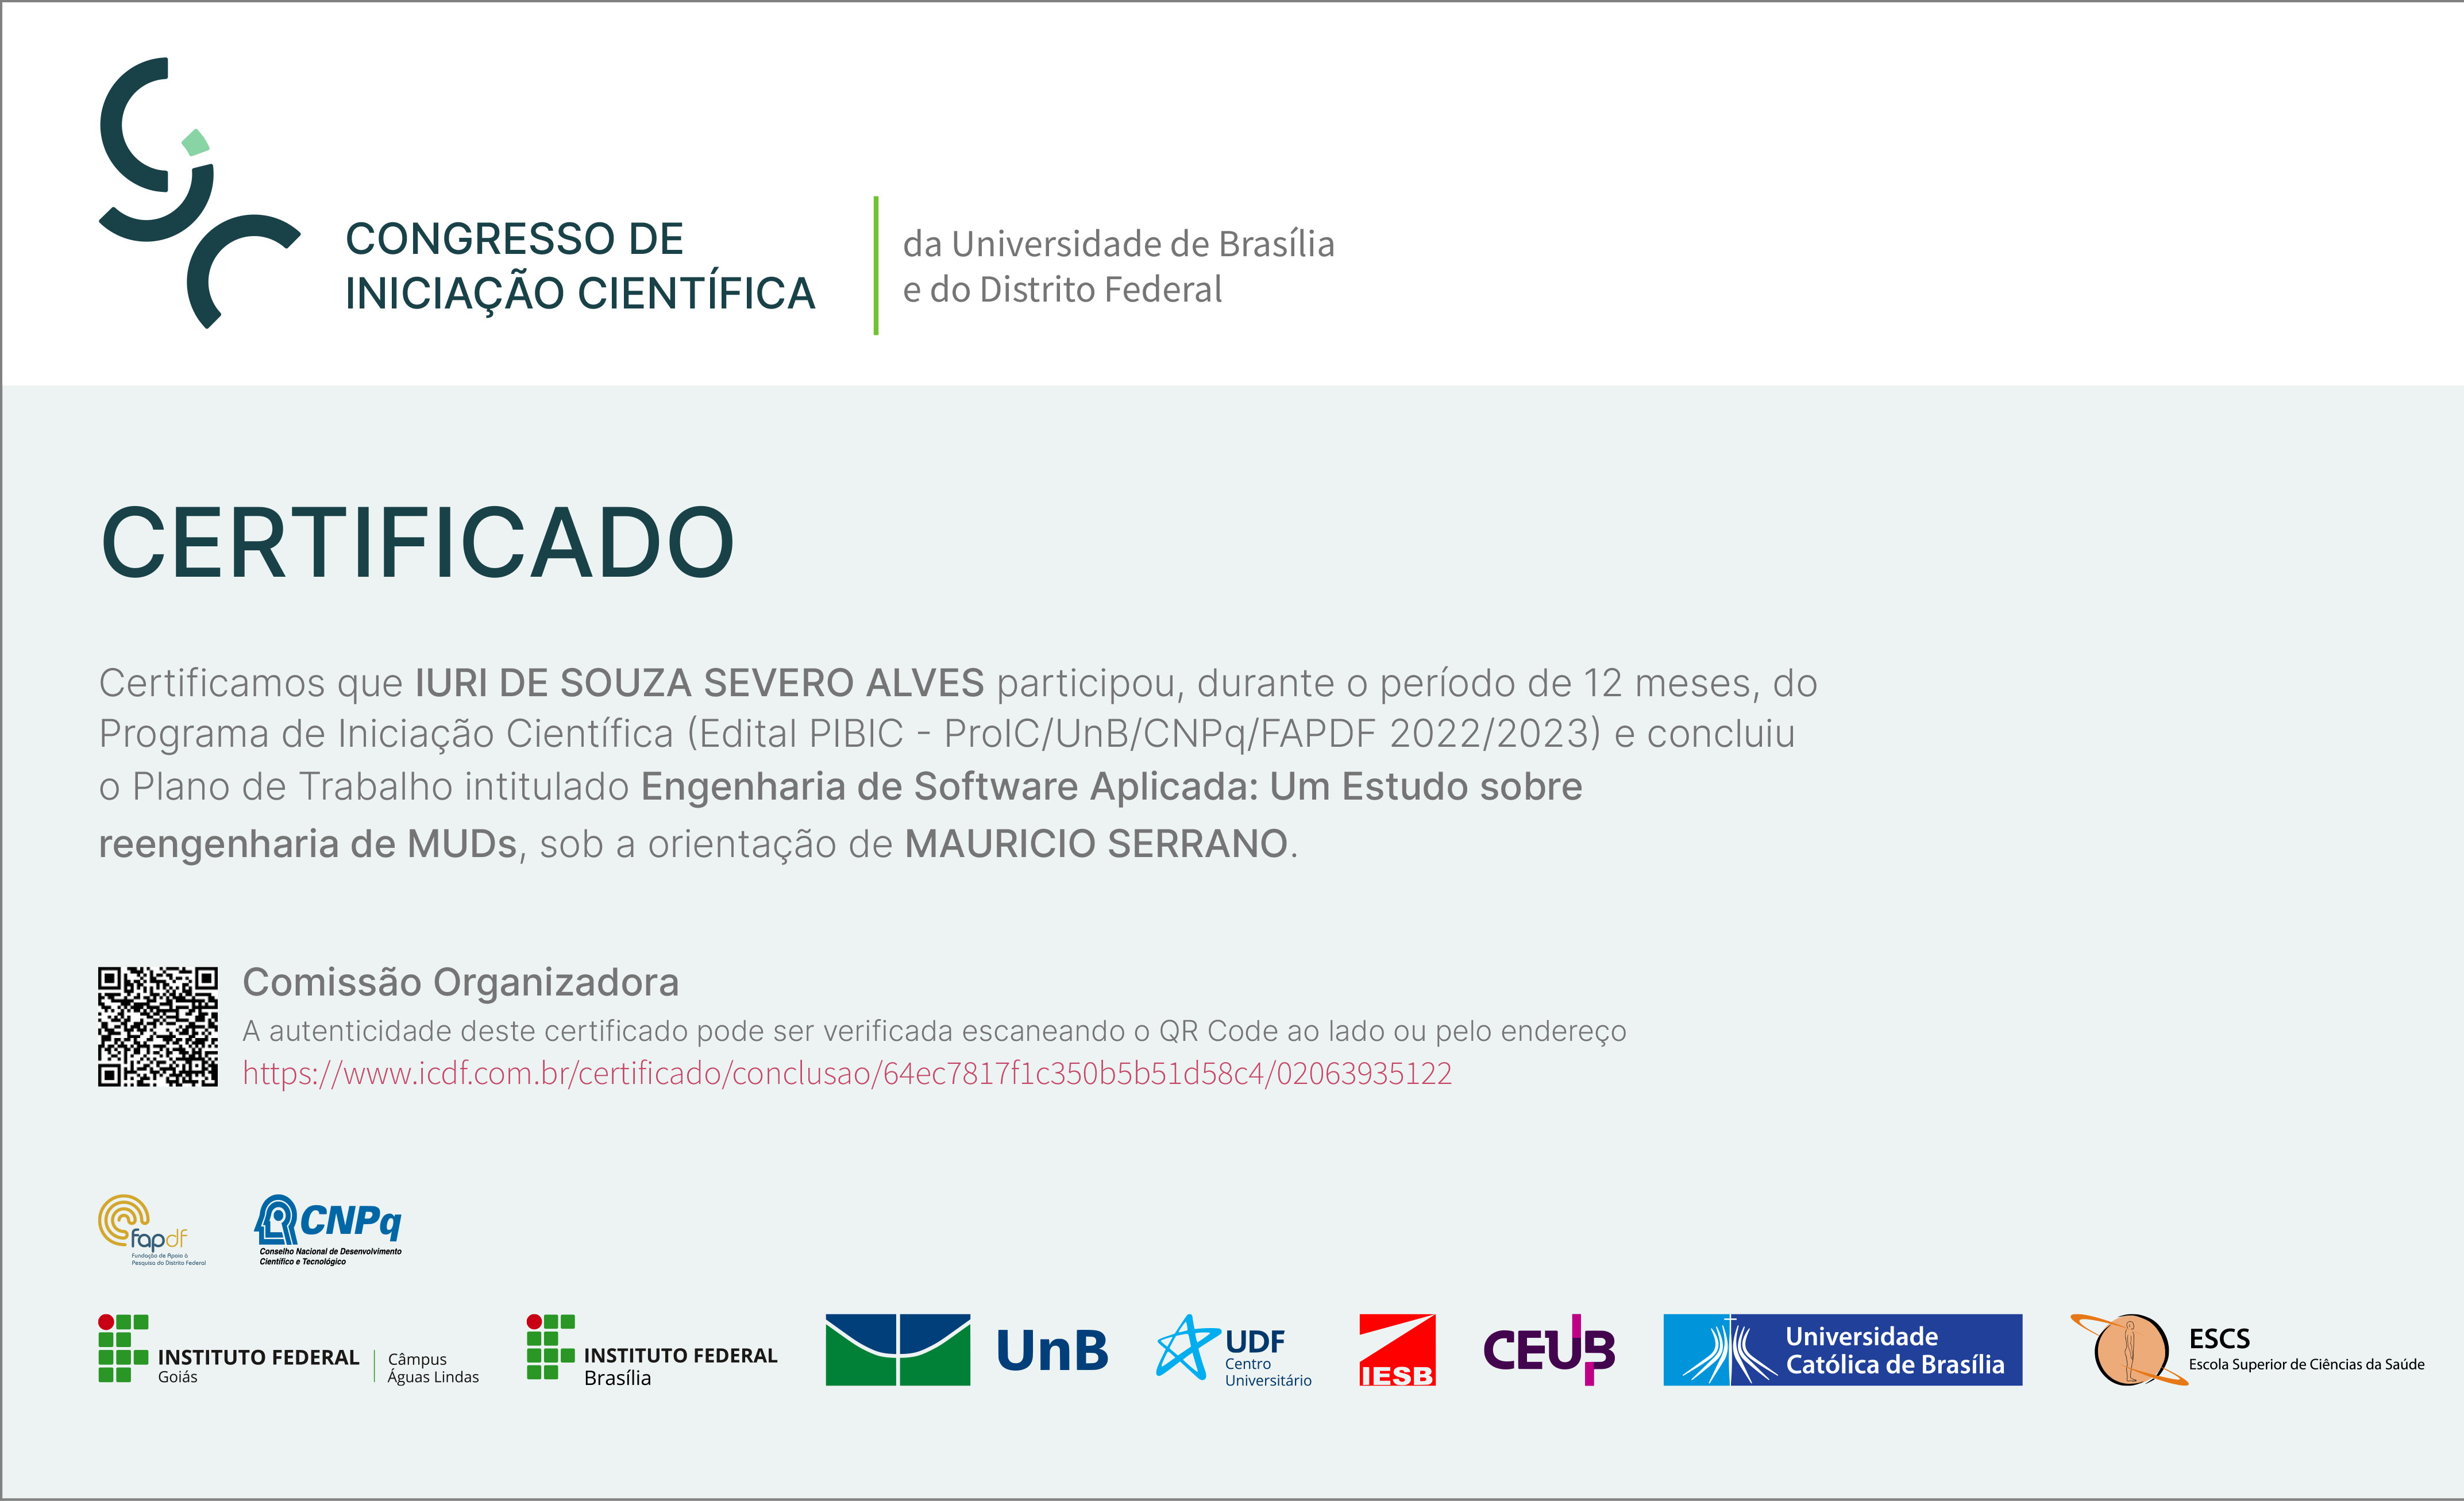 CONGRESSO DE
INICIAÇÃO CIENTÍFICA
da Universidade de Brasília
e do Distrito Federal
CERTIFICADO
Certificamos que IURI DE SOUZA SEVERO ALVES participou, durante o período de 12 meses, do
Programa de Iniciação Científica (Edital PIBIC - ProIC/UnB/CNPq/FAPDF 2022/2023) e concluiu
o Plano de Trabalho intitulado Engenharia de Software Aplicada: Um Estudo sobre
reengenharia de MUDs, sob a orientação de MAURICIO SERRANO.
Comissão Organizadora
A autenticidade deste certificado pode ser verificada escaneando o QR Code ao lado ou pelo endereço
https://www.icdf.com.br/certificado/conclusao/64ec7817f1c350b5b51d58c4/02063935122
fapdf
Fundação de Apoio à
Pesquisa do Distrito Federal
CNPq
Conselho Nacional de Desenvolvimento
Científico e Tecnológico
INSTITUTO FEDERAL
Goiás
Câmpus
Águas Lindas
INSTITUTO FEDERAL
Brasília
UnB
UDF
Centro
Universitário
IESB
CEUB
Universidade
Católica de Brasília
ESCS
Escola Superior de Ciências da Saúde